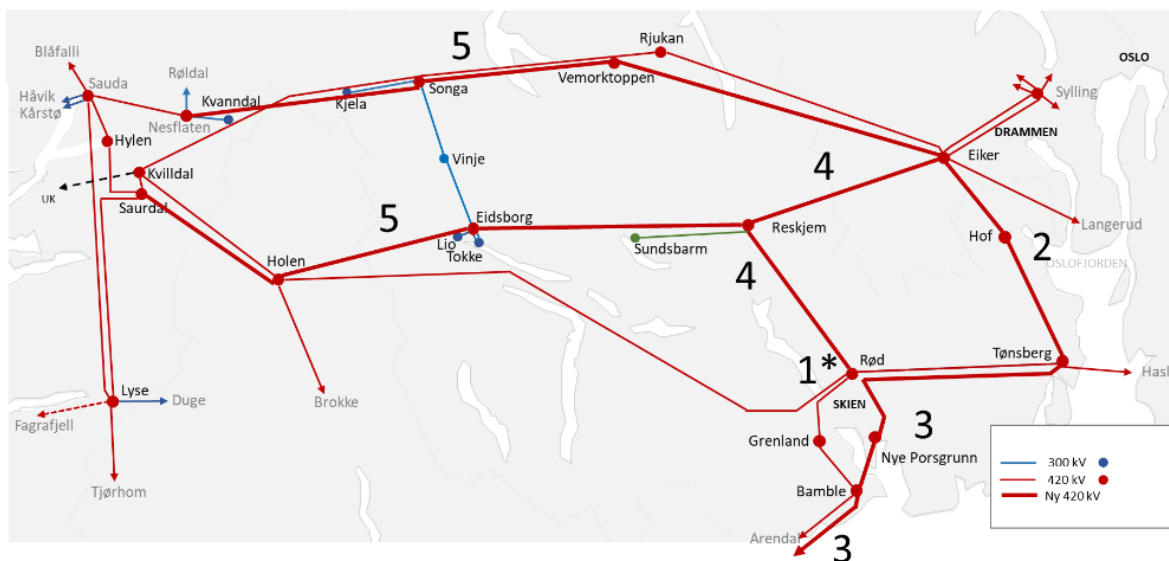 5
Rjukan
OSLO
Blåfalli
Sauda
Røldal
Vemorktoppen
Songa
Sylling
Håvik
Kårstø
Kvanndal
Kjela
Nesflaten
DRAMMEN
Hylen
Eiker
Vinje
4
Kvilldal
UK
Saurdal
5
Eidsborg
Reskjem
Langerud
Lio
Tokke
Sundsbarm
Hof
2
OSLOFJORDEN
Holen
4
1*
Rød
Tønsberg
Hasl
Lyse
Duge
Brokke
SKIEN
Fagrafjell
3
Grenland
Nye Porsgrunn
Tjørhom
Bamble
300 kV
420 kV
Ny 420 kV
Arendal
3